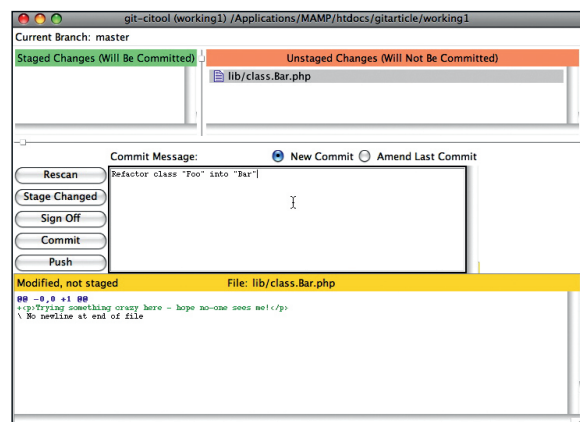 git-citool (working1) /Applications/MAMP/htdocs/gitarticle/working1
Current Branch: master
Staged Changes (Will Be Committed)
Unstaged Changes (Will Not Be Committed)
lib/class.Bar.php
Commit Message:
New Commit
Amend Last Commit
Rescan
Refactor class "Foo" into "Bar"
Stage Changed
Sign Off
Commit
Push
Modified, not staged
File: lib/class.Bar.php
@@ -0,0 +1 @@
+<p>Trying something crazy here - hope no-one sees me!</p>
\ No newline at end of file